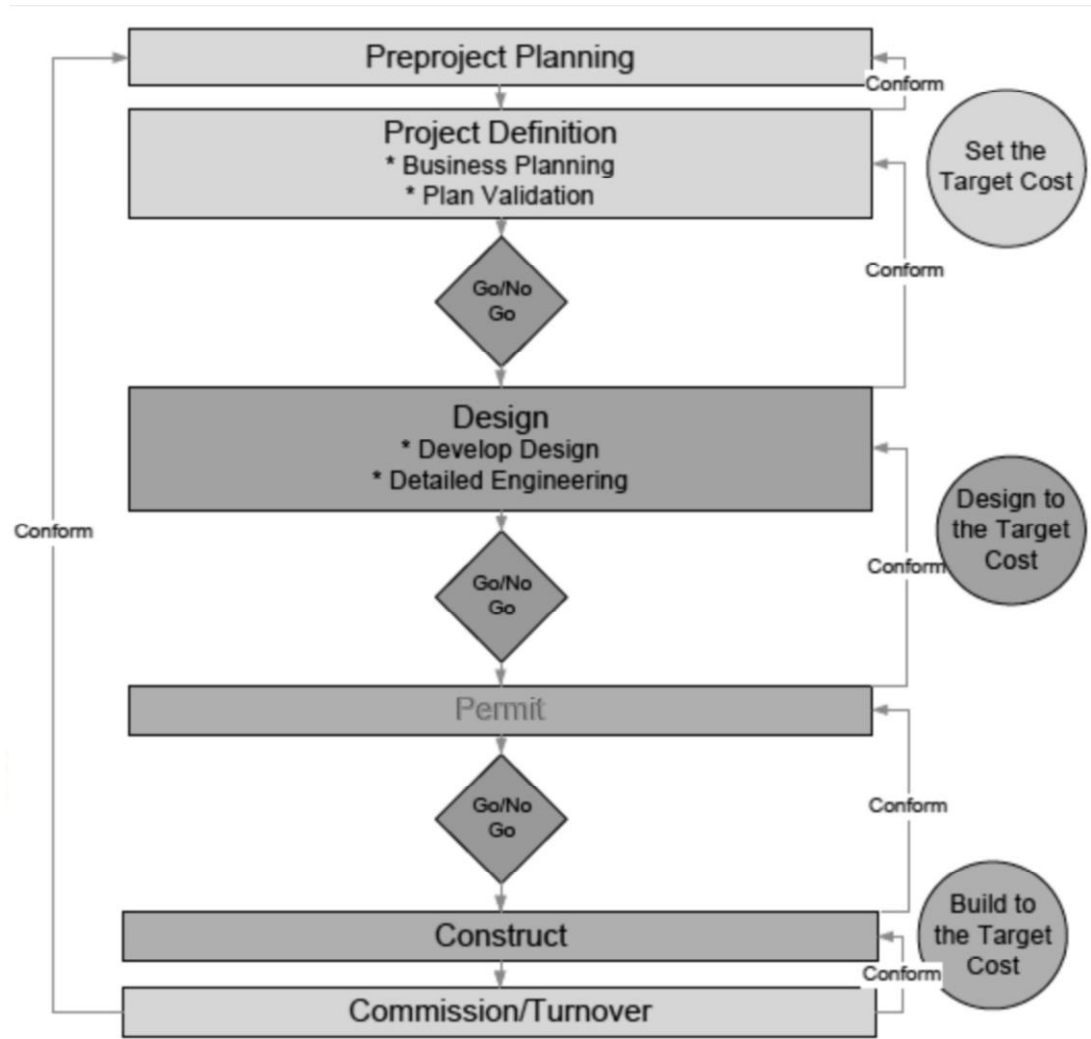 Preproject Planning
Conform
Project Definition
* Business Planning
* Plan Validation
Set the
Target Cost
Conform
Go/No
Go
Design
* Develop Design
* Detailed Engineering
Conform
Design to
the Target
Cost
Conform
Go/No
Go
Permit
Go/No
Go
Conform
Construct
Build to
the Target
Cost
Conform
Commission/Turnover